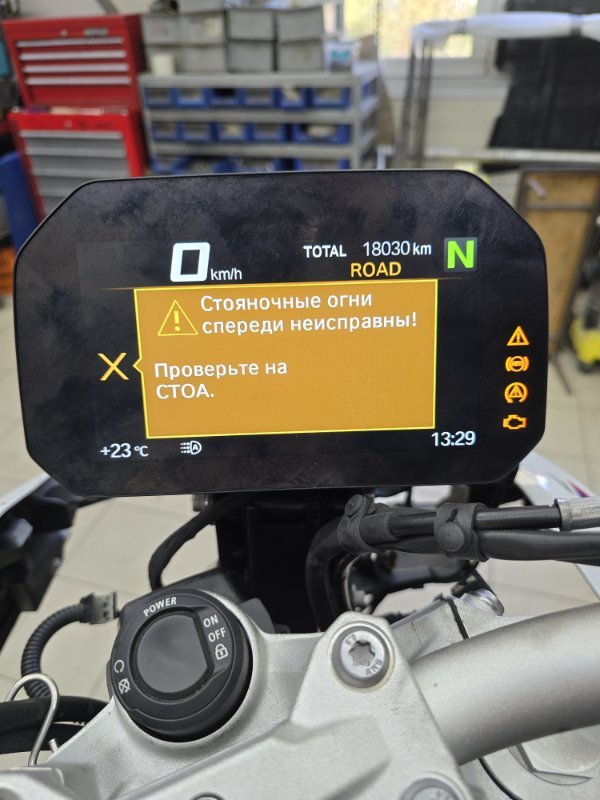 0 km/h
TOTAL 18030 km
N
ROAD
Стояночные огни
спереди неисправны!
Проверьте на
СТОА.
+23 °C
A
13:29
ABS
POWER
ON
OFF